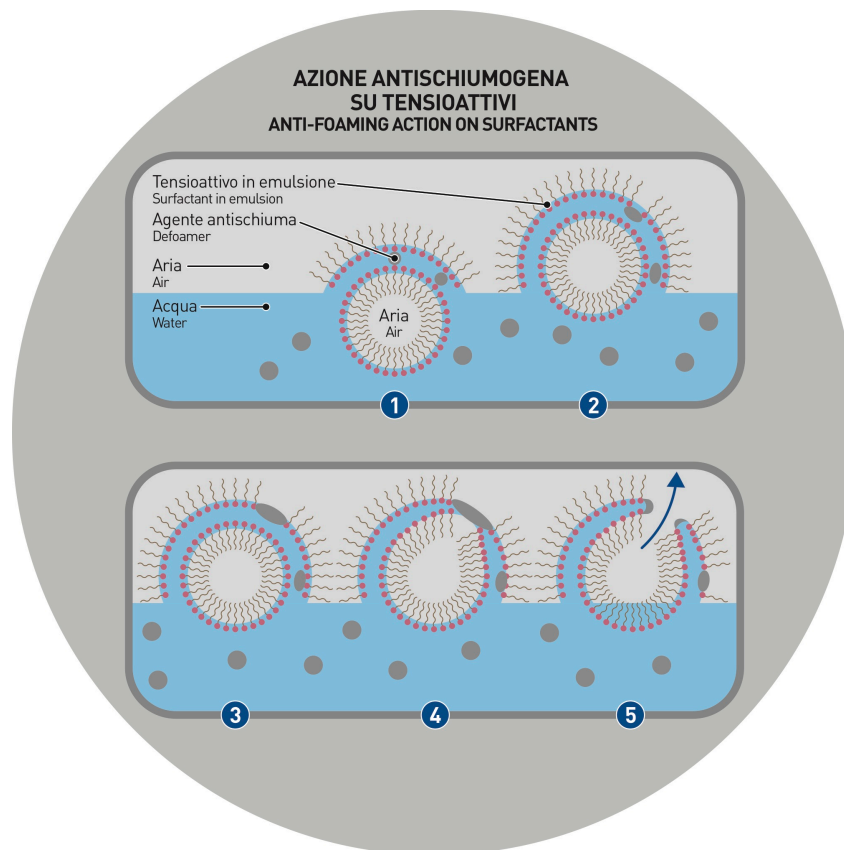 AZIONE ANTISCHIUMOGENA
SU TENSIOATTIVI
ANTI-FOAMING ACTION ON SURFACTANTS
Tensioattivo in emulsione
Surfactant in emulsion
Agente antischiuma
Defoamer
Aria
Air
Acqua
Water
Aria
Air
1
2
3
4
5